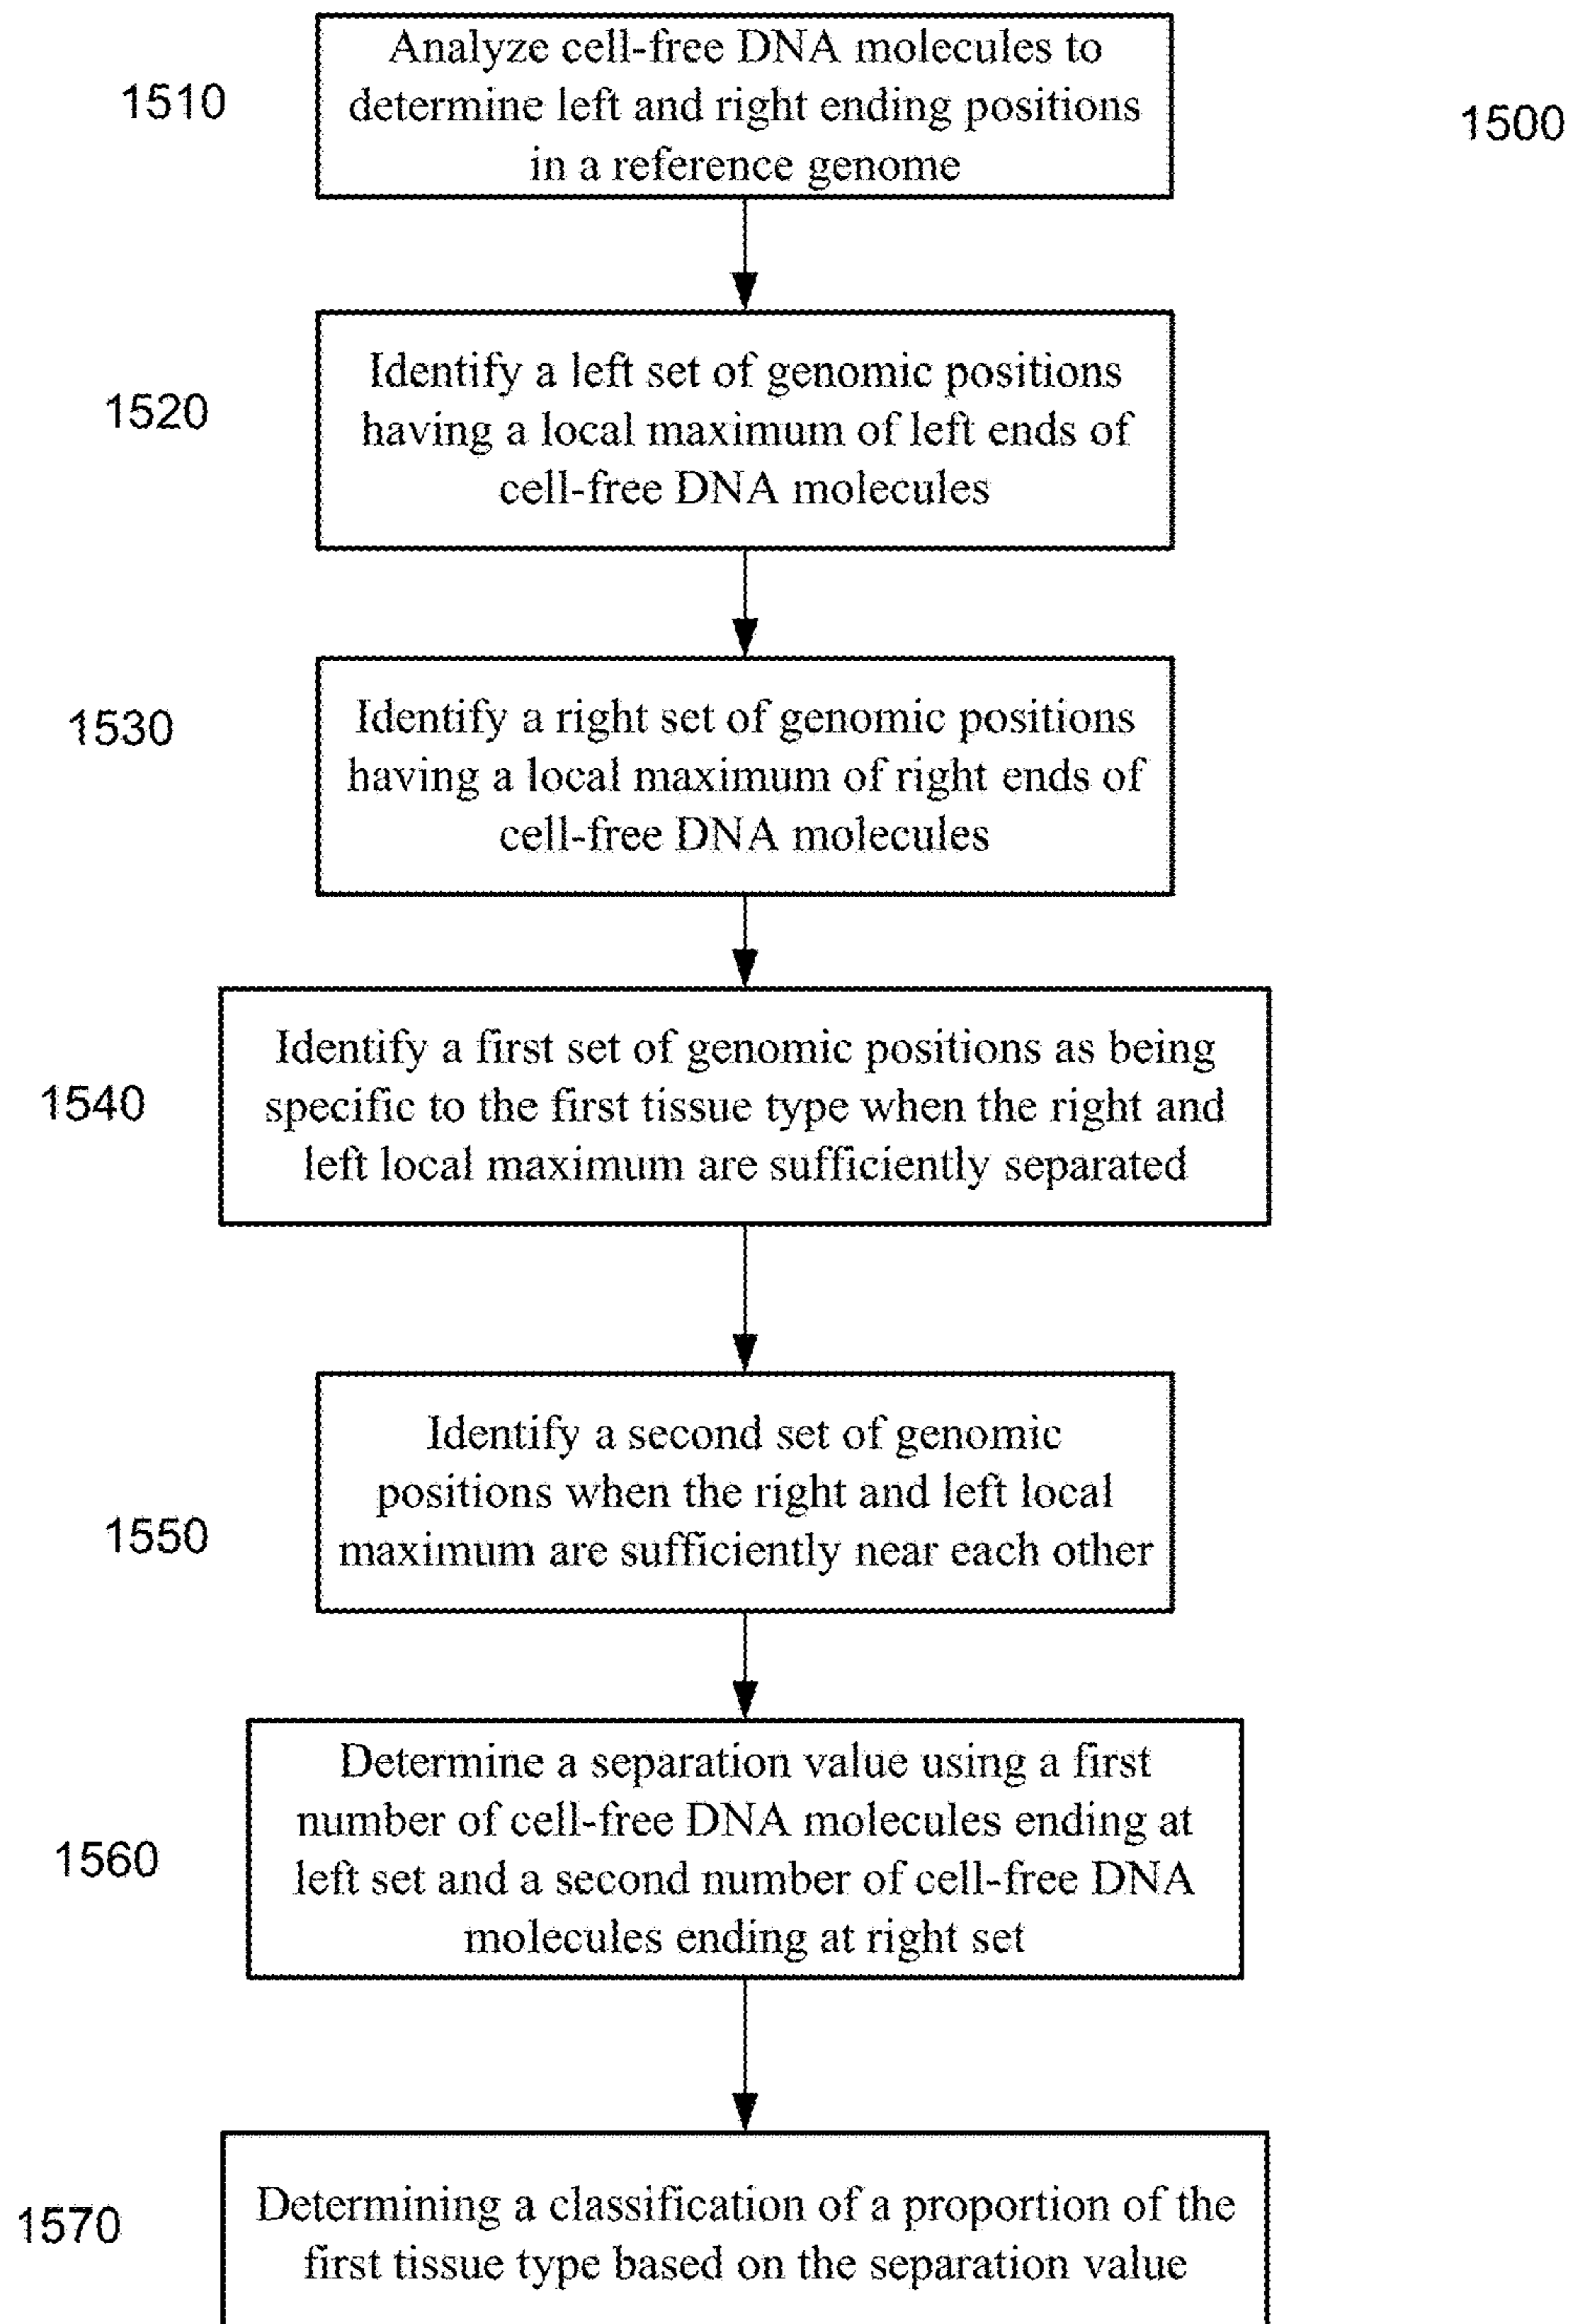 Analyze cell-free DNA molecules to
determine left and right ending positions
in a reference genome
1510
1500
Identify a left set of genomic positions
having a local maximum of left ends of
cell-free DNA molecules
1520
Identify a right set of genomic positions
having a local maximum of right ends of
cell-free DNA molecules
1530
Identify a first set of genomic positions as being
specific to the first tissue type when the right and
left local maximum are sufficiently separated
1540
Identify a second set of genomic
positions when the right and left local
maximum are sufficiently near each other
1550
Determine a separation value using a first
number of cell-free DNA molecules ending at
left set and a second number of cell-free DNA
molecules ending at right set
1560
Determining a classification of a proportion of the
first tissue type based on the separation value
1570